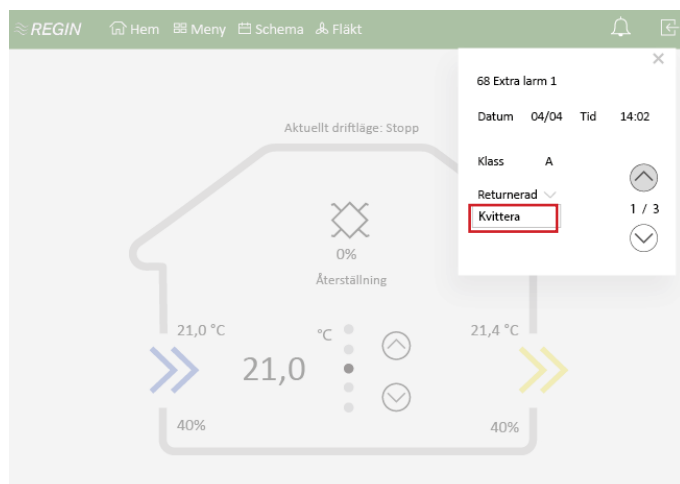 REGIN Hem Meny Schema Fläkt
68 Extra larm 1
Datum 04/04 Tid 14:02
Klass A
Returnerad
Kvittera
1 / 3
Aktuellt driftläge: Stopp
0%
Återställning
21,0 °C
°C
21,4 °C
21,0
40%
40%